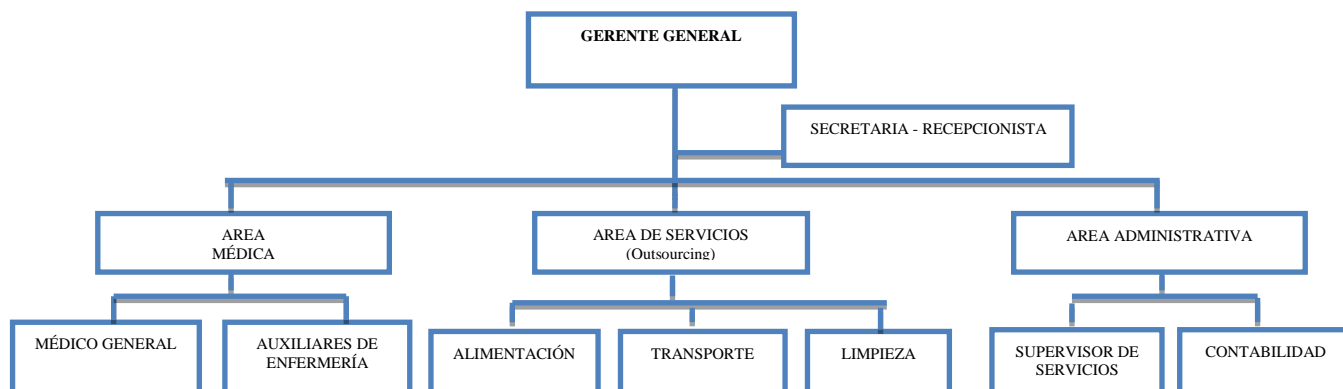 GERENTE GENERAL
SECRETARIA - RECEPCIONISTA
AREA
MÉDICA
AREA DE SERVICIOS
(Outsourcing)
AREA ADMINISTRATIVA
MÉDICO GENERAL
AUXILIARES DE
ENFERMERÍA
ALIMENTACIÓN
TRANSPORTE
LIMPIEZA
SUPERVISOR DE
SERVICIOS
CONTABILIDAD